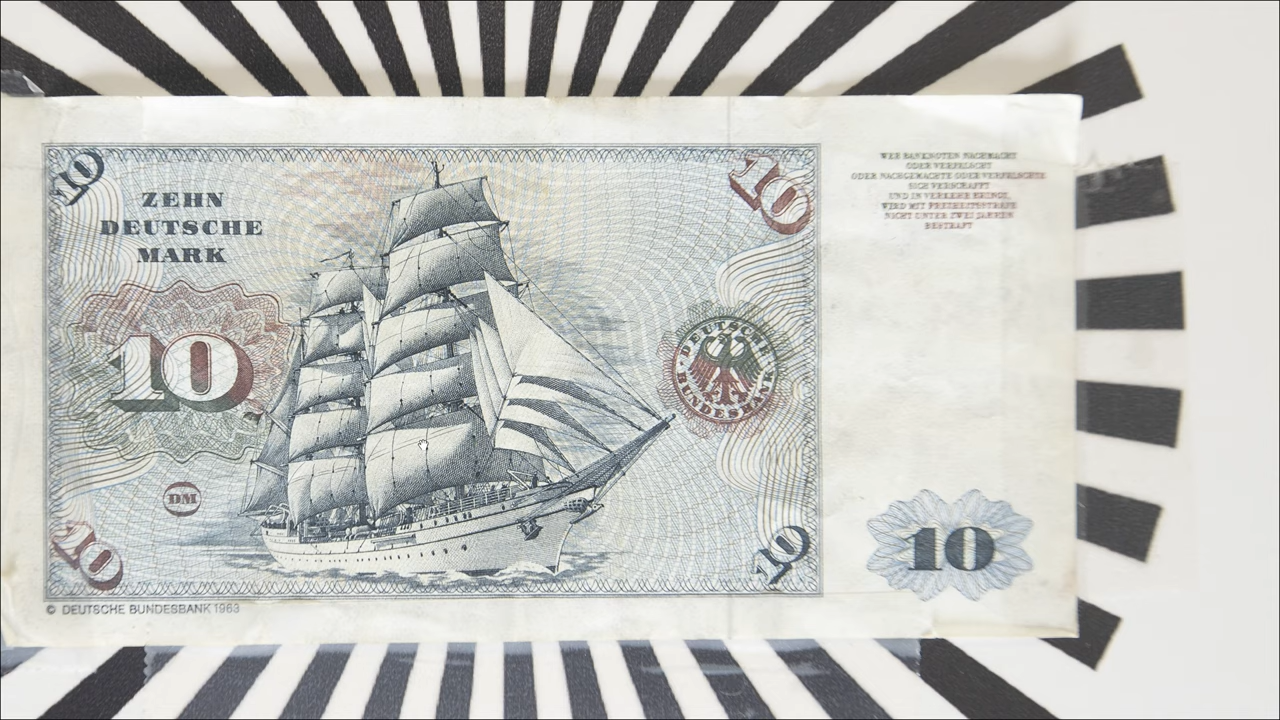 10
ZEHN
DEUTSCHE
MARK
10
DM
10
© DEUTSCHE BUNDESBANK 1963
10
DEUTSCHE
BUNDESBANK
10
WER BANKNOTEN NACHMACHT
ODER VERFÄLSCHT
ODER NACHGEMACHTE ODER VERFÄLSCHTE
SICH VERSCHAFFT
UND IN VERKEHR BRINGT,
WIRD MIT FREIHEITSSTRAFE
NICHT UNTER ZWEI JAHREN
BESTRAFT
10